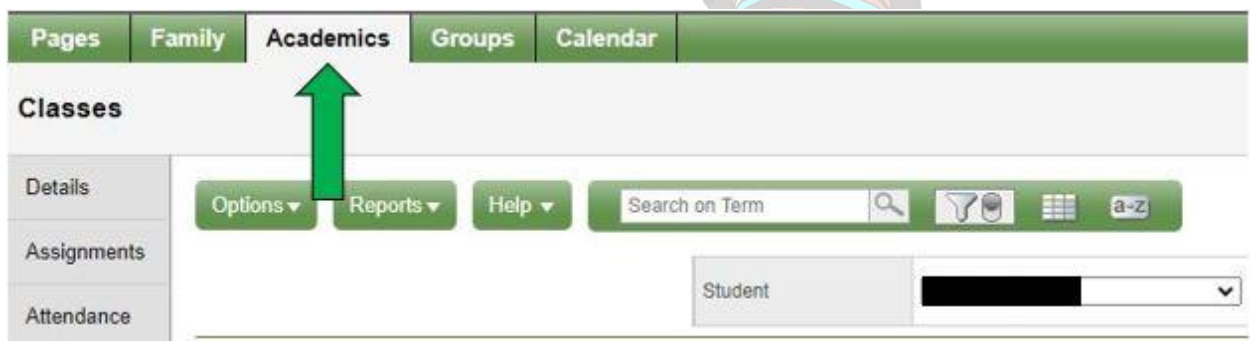 Pages Family Academics Groups Calendar
Classes
Details
Options Reports Help Search on Term a-z
Assignments
Student
Attendance